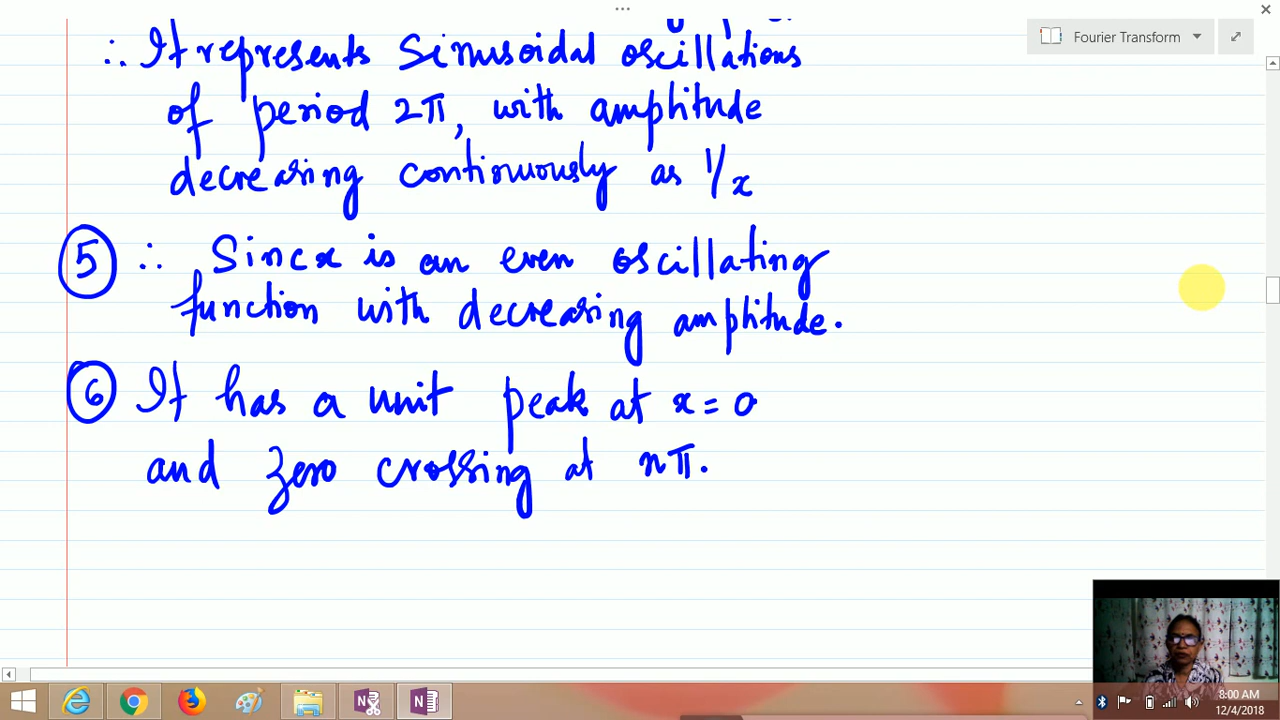 Fourier Transform
∴ It represents Sinusoidal oscillations
of period 2π, with amplitude
decreasing continuously as 1/x
5 ∴ Sinc x is an even oscillating
function with decreasing amplitude.
6 It has a unit peak at x = 0
and zero crossing at nπ.
8:00 AM
12/4/2018